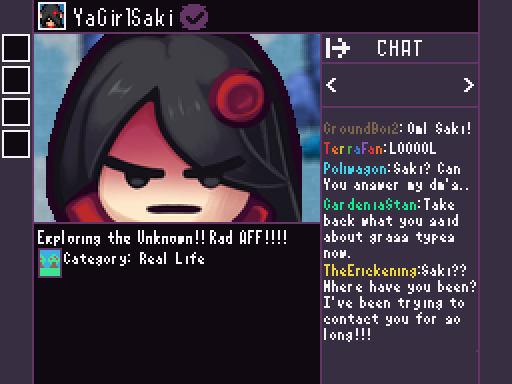 YaGirlSaki
CHAT
<
>
GroundBoi2: Oml Saki!
TerraFan: LOOOOL
Poliwagon: Saki? Can
You answer my dm's..
GardeniaStan: Take
back what you said
about grass types
now.
TheErickening: Saki??
Where have you been?
I've been trying to
contact you for so
long!!!
Exploring the Unknown!! Rad AFF!!!!
Category: Real Life